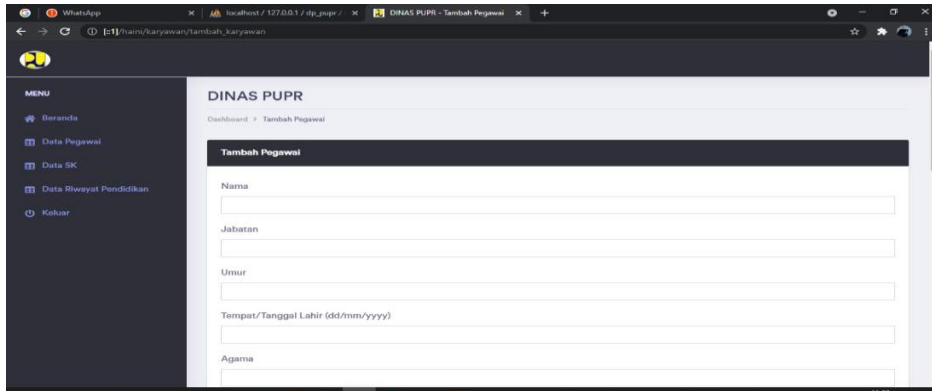 WhatsApp
localhost / 127.0.0.1 / dp_pupr /
DINAS PUPR - Tambah Pegawai
[::1]/haini/karyawan/tambah_karyawan
MENU
Beranda
Data Pegawai
Data SK
Data Riwayat Pendidikan
Keluar
DINAS PUPR
Dashboard > Tambah Pegawai
Tambah Pegawai
Nama
Jabatan
Umur
Tempat/Tanggal Lahir (dd/mm/yyyy)
Agama